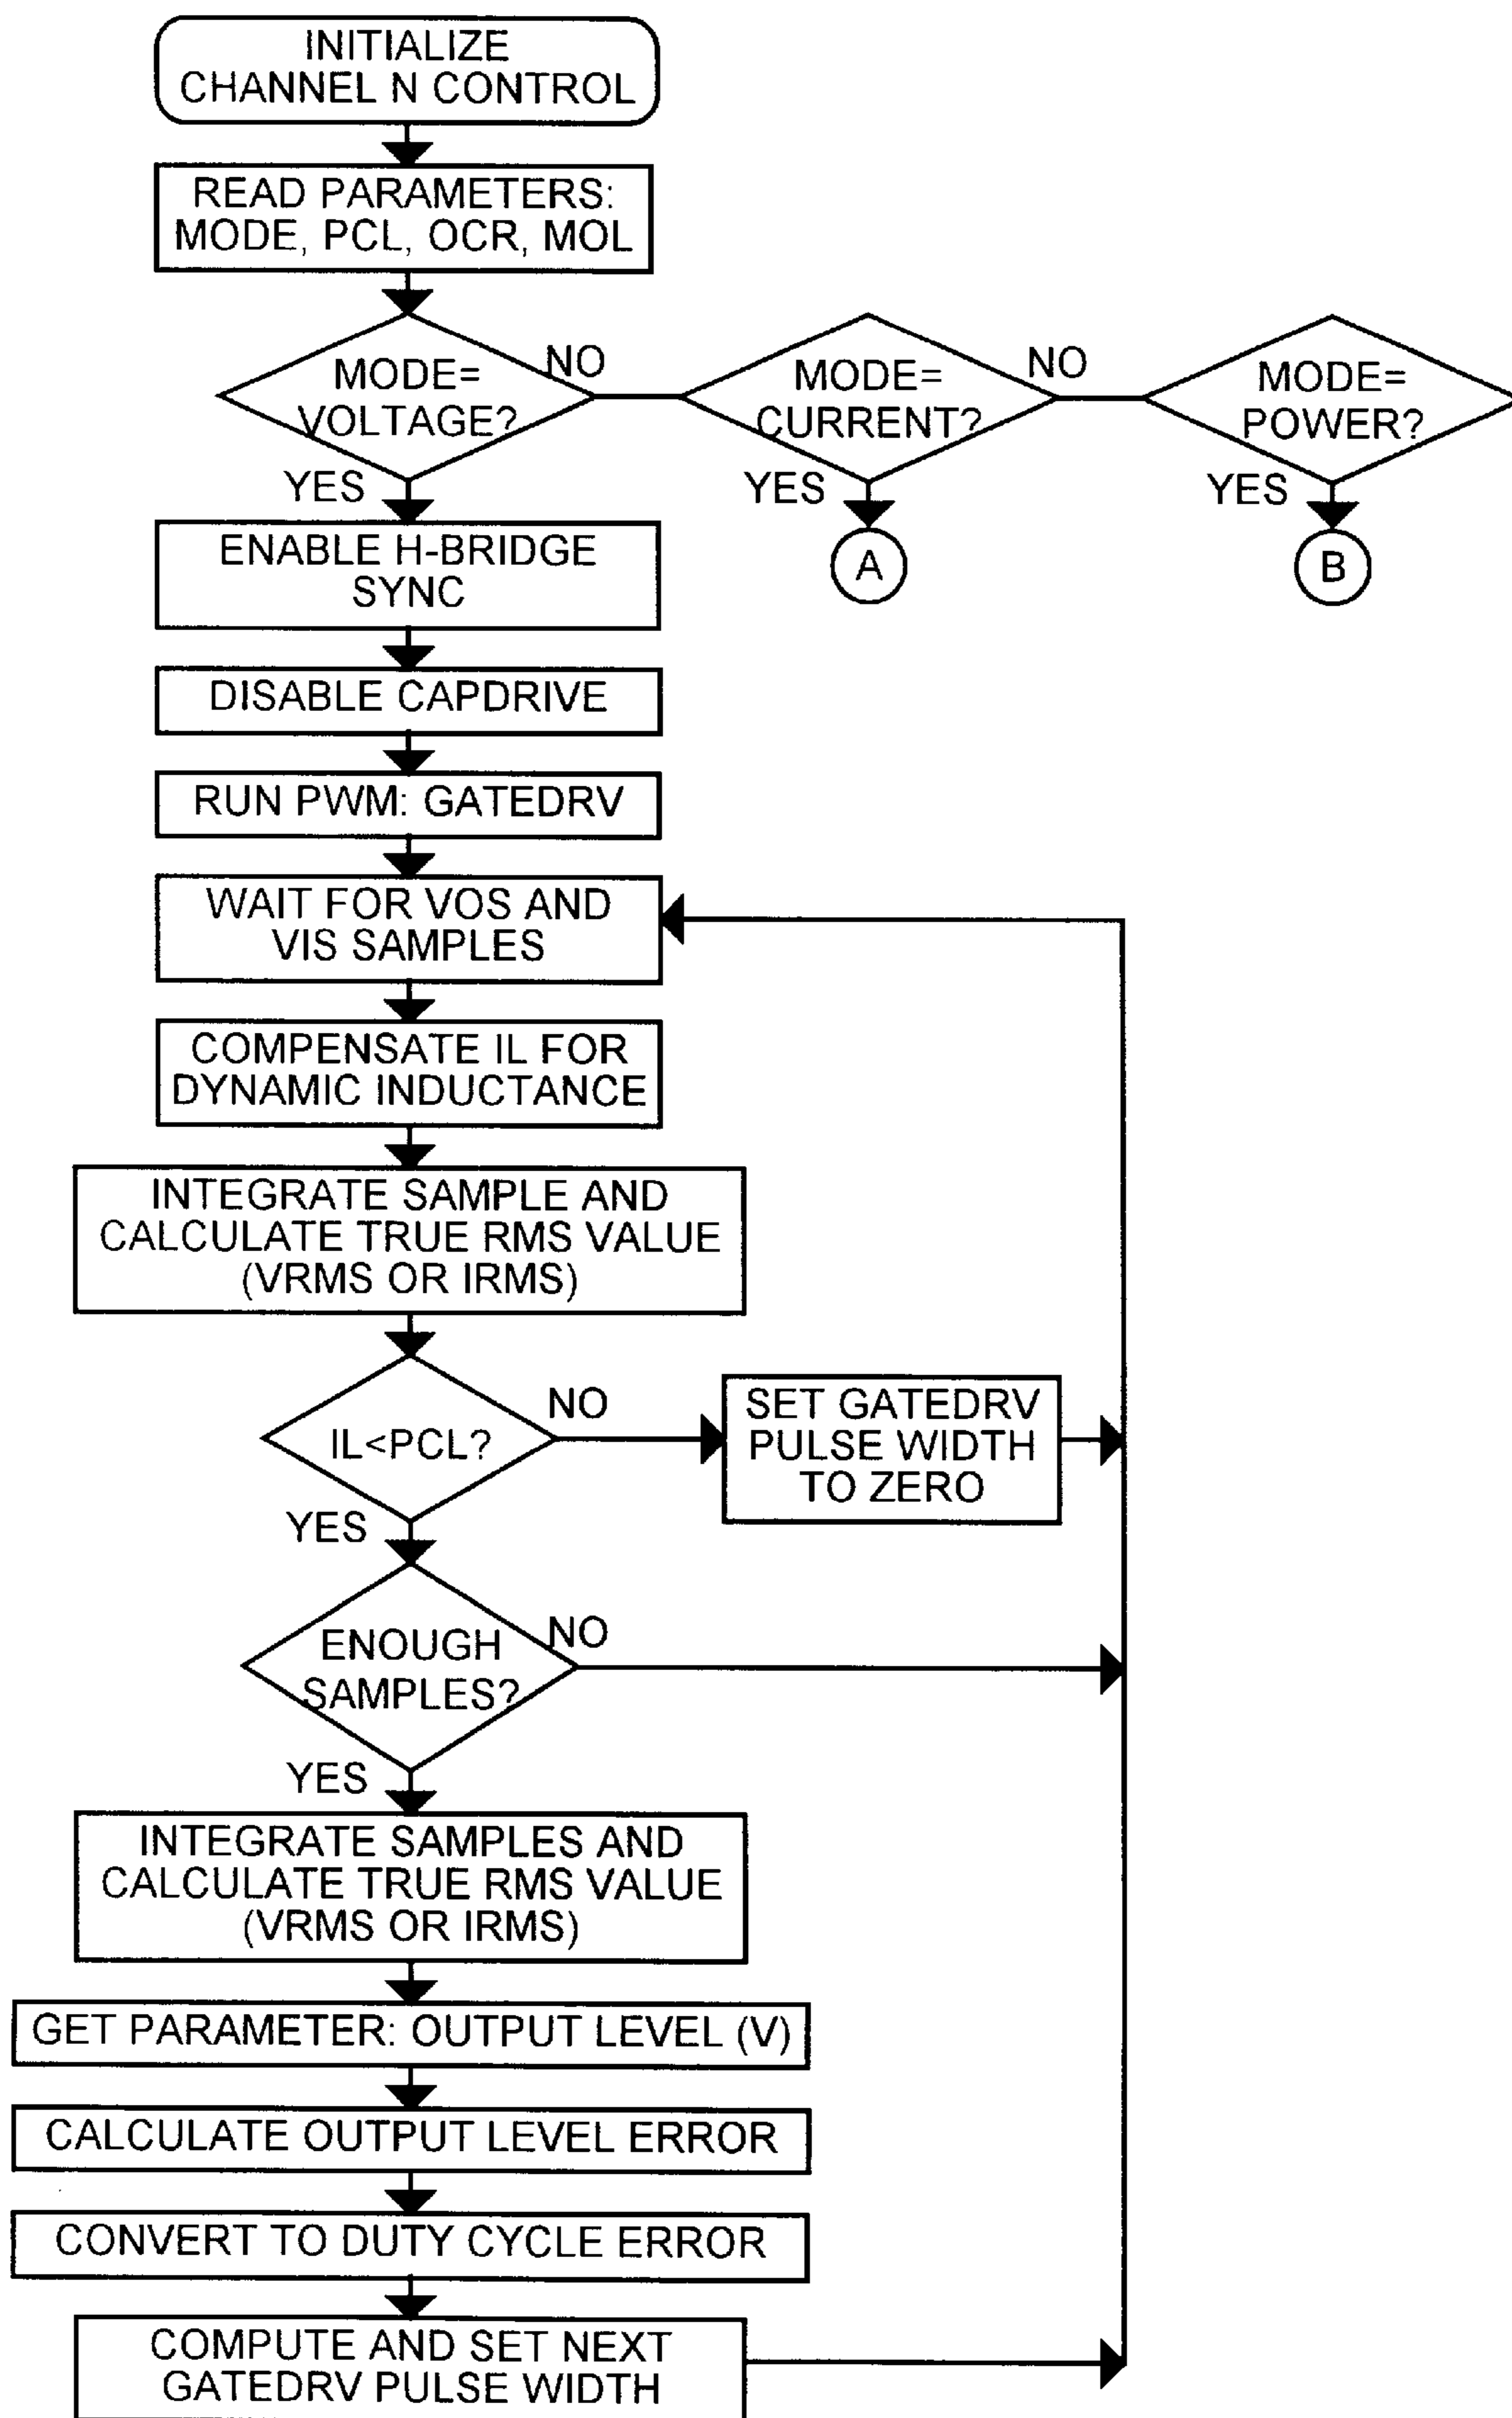 INITIALIZE
CHANNEL N CONTROL
READ PARAMETERS:
MODE, PCL, OCR, MOL
MODE=
VOLTAGE?
NO
YES
MODE=
CURRENT?
NO
YES
MODE=
POWER?
YES
A
B
ENABLE H-BRIDGE
SYNC
DISABLE CAPDRIVE
RUN PWM: GATEDRV
WAIT FOR VOS AND
VIS SAMPLES
COMPENSATE IL FOR
DYNAMIC INDUCTANCE
INTEGRATE SAMPLE AND
CALCULATE TRUE RMS VALUE
(VRMS OR IRMS)
IL<PCL?
NO
YES
SET GATEDRV
PULSE WIDTH
TO ZERO
ENOUGH
SAMPLES?
NO
YES
INTEGRATE SAMPLES AND
CALCULATE TRUE RMS VALUE
(VRMS OR IRMS)
GET PARAMETER: OUTPUT LEVEL (V)
CALCULATE OUTPUT LEVEL ERROR
CONVERT TO DUTY CYCLE ERROR
COMPUTE AND SET NEXT
GATEDRV PULSE WIDTH